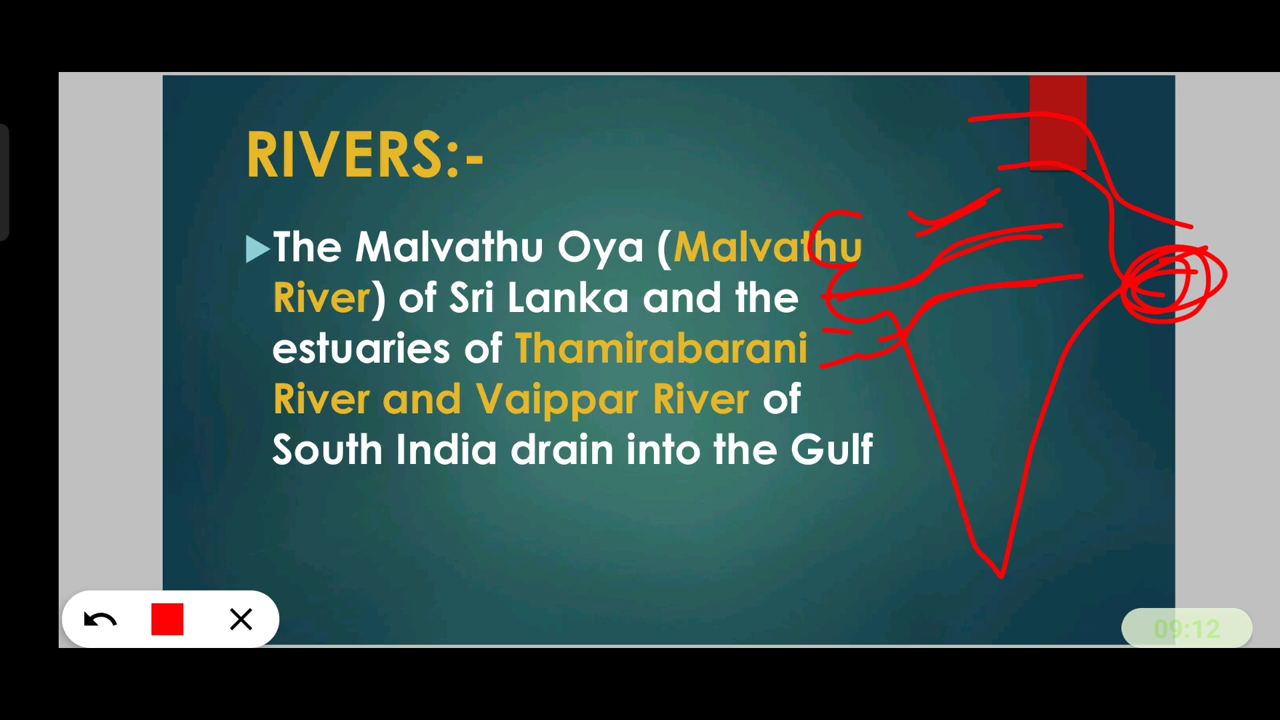 RIVERS:-
The Malvathu Oya (Malvathu
River) of Sri Lanka and the
estuaries of Thamirabarani
River and Vaippar River of
South India drain into the Gulf
09:12